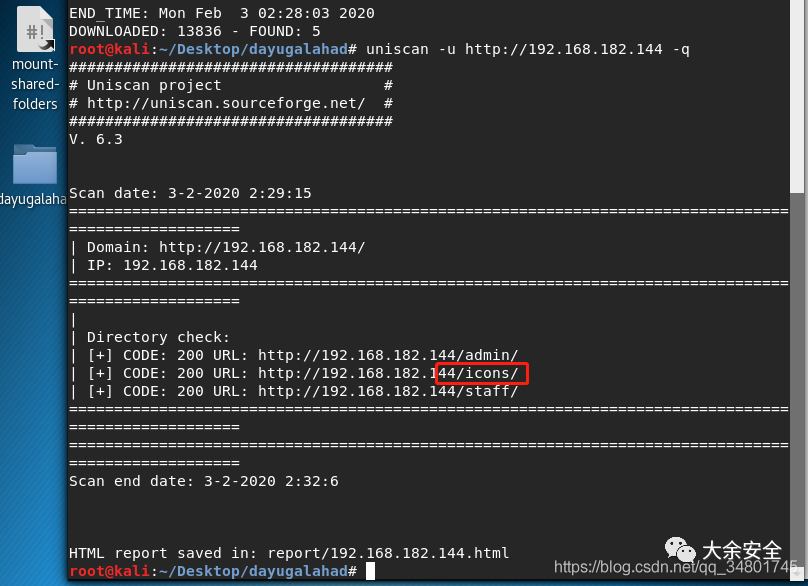 #!
mount-
shared-
folders
dayugalaha
END_TIME: Mon Feb  3 02:28:03 2020
DOWNLOADED: 13836 - FOUND: 5
root@kali:~/Desktop/dayugalahad# uniscan -u http://192.168.182.144 -q
####################################
# Uniscan project                  #
# http://uniscan.sourceforge.net/  #
####################################
V. 6.3
Scan date: 3-2-2020 2:29:15
================================================================================
===================
| Domain: http://192.168.182.144/
| IP: 192.168.182.144
================================================================================
===================
|
| Directory check:
| [+] CODE: 200 URL: http://192.168.182.144/admin/
| [+] CODE: 200 URL: http://192.168.182.144/icons/
| [+] CODE: 200 URL: http://192.168.182.144/staff/
================================================================================
===================
================================================================================
===================
Scan end date: 3-2-2020 2:32:6
HTML report saved in: report/192.168.182.144.html
root@kali:~/Desktop/dayugalahad#
大余安全
https://blog.csdn.net/qq_34801745